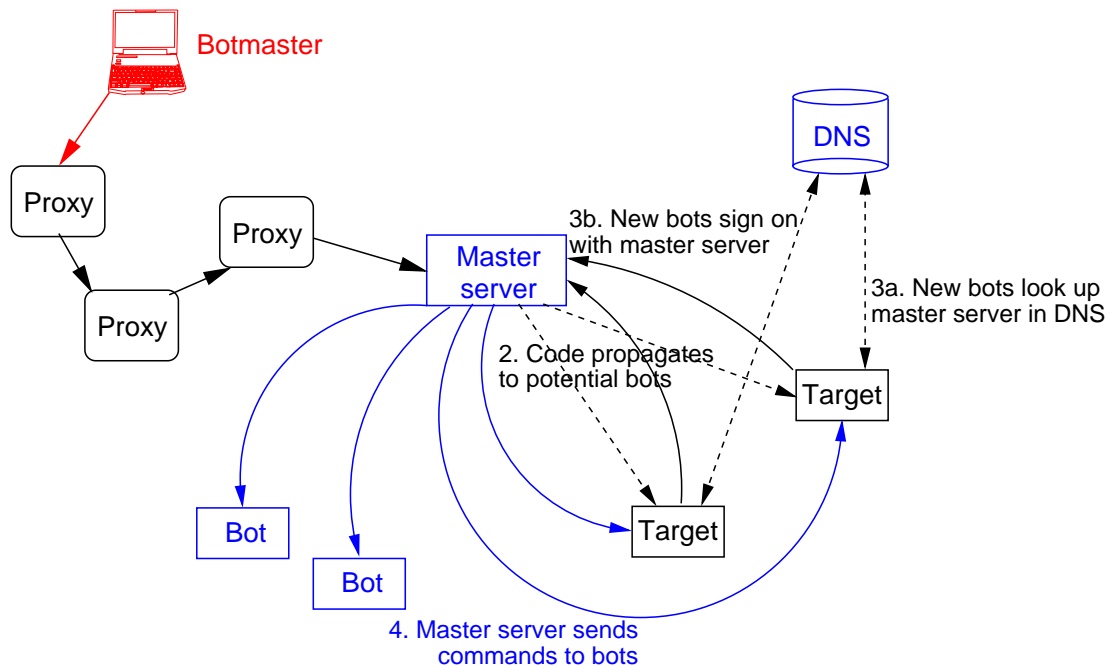 Botmaster
DNS
Proxy
Proxy
3b. New bots sign on
with master server
Master
server
3a. New bots look up
master server in DNS
Proxy
2. Code propagates
to potential bots
Target
Bot
Target
Bot
4. Master server sends
commands to bots